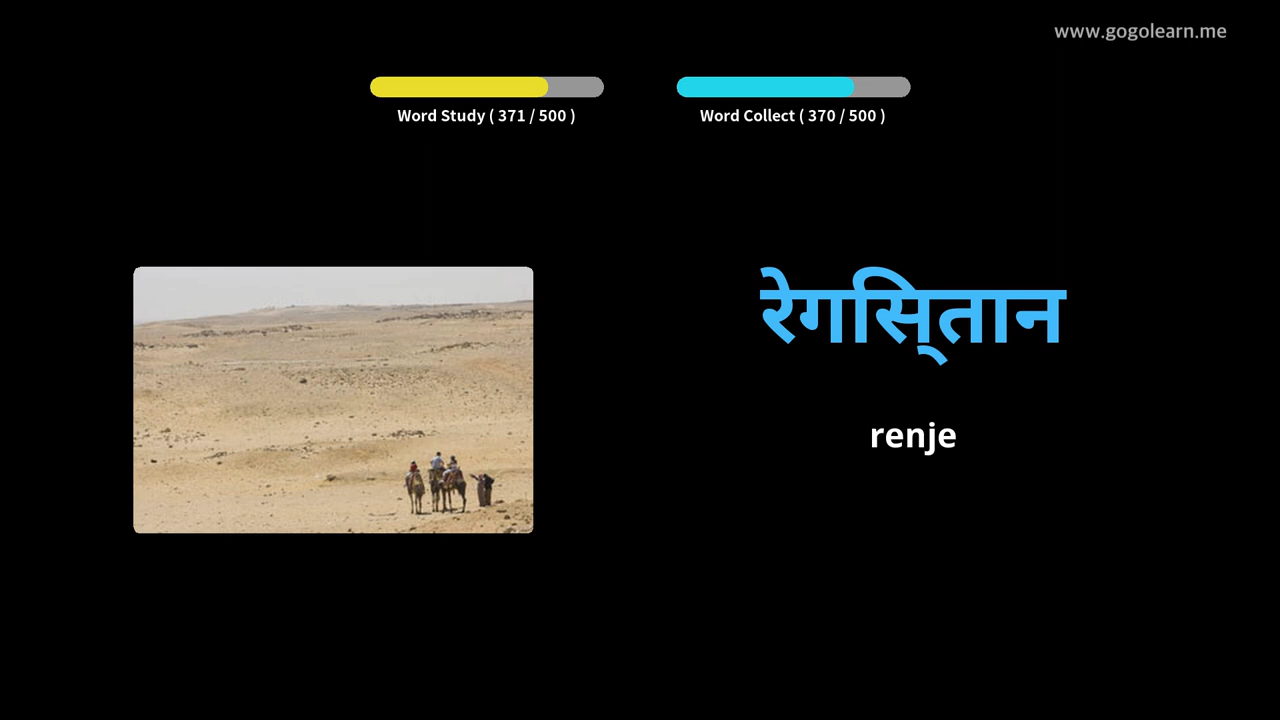 www.gogolearn.me
Word Study ( 371 / 500 )
Word Collect ( 370 / 500 )
रेगसि्तान
renje